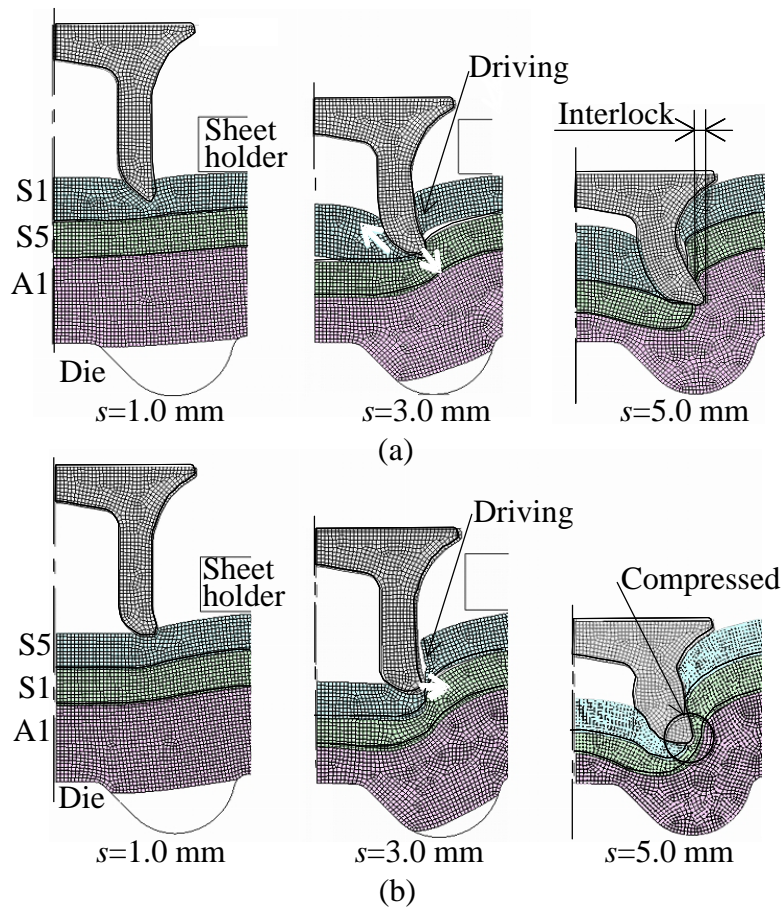 Driving
Interlock
Sheet
holder
S1
S5
A1
Die
s=1.0 mm
s=3.0 mm
s=5.0 mm
(a)
Driving
Sheet
holder
Compressed
S5
S1
A1
Die
s=1.0 mm
s=3.0 mm
s=5.0 mm
(b)